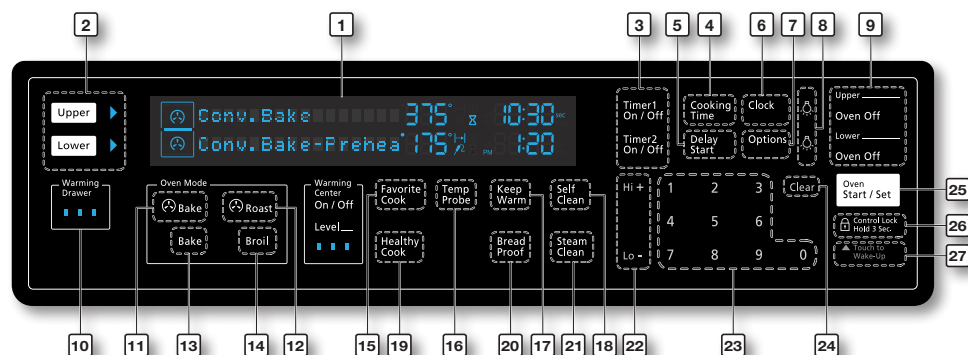 2
1
3
5
4
6
7
8
9
Upper
Lower
Conv.Bake 375° 10:30 sec
Conv.Bake-Prehea 175° PM 1:20
Timer1
On / Off
Timer2
On / Off
Cooking
Time
Delay
Start
Clock
Options
Upper
Oven Off
Lower
Oven Off
Warming
Drawer
Oven Mode
Bake
Roast
Bake
Broil
Warming
Center
On / Off
Level
Favorite
Cook
Temp
Probe
Keep
Warm
Self
Clean
Healthy
Cook
Bread
Proof
Steam
Clean
Hi +
Lo -
1 2 3
4 5 6
7 8 9 0
Clear
Oven
Start / Set
Control Lock
Hold 3 Sec.
Touch to
Wake-Up
25
26
27
10
11
13
14
12
15
19
16
20
17
21
18
22
23
24